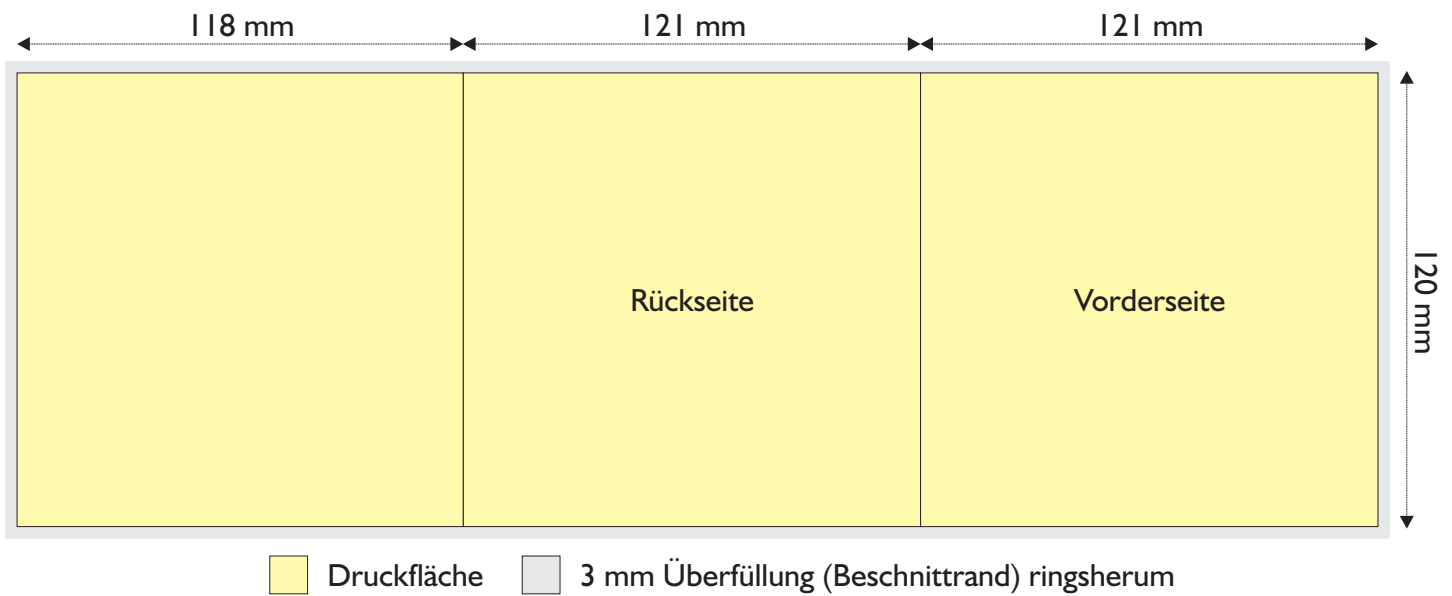 118 mm
121 mm
121 mm
120 mm
Rückseite
Vorderseite
Druckfläche
3 mm Überfüllung (Beschnittrand) ringsherum